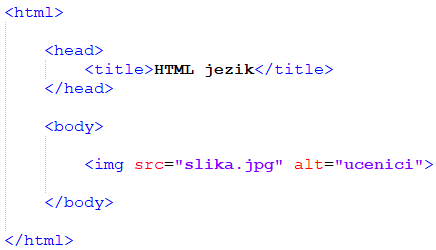 <html>
<head>
<title>HTML jezik</title>
</head>
<body>
<img src="slika.jpg" alt="ucenici">
</body>
</html>